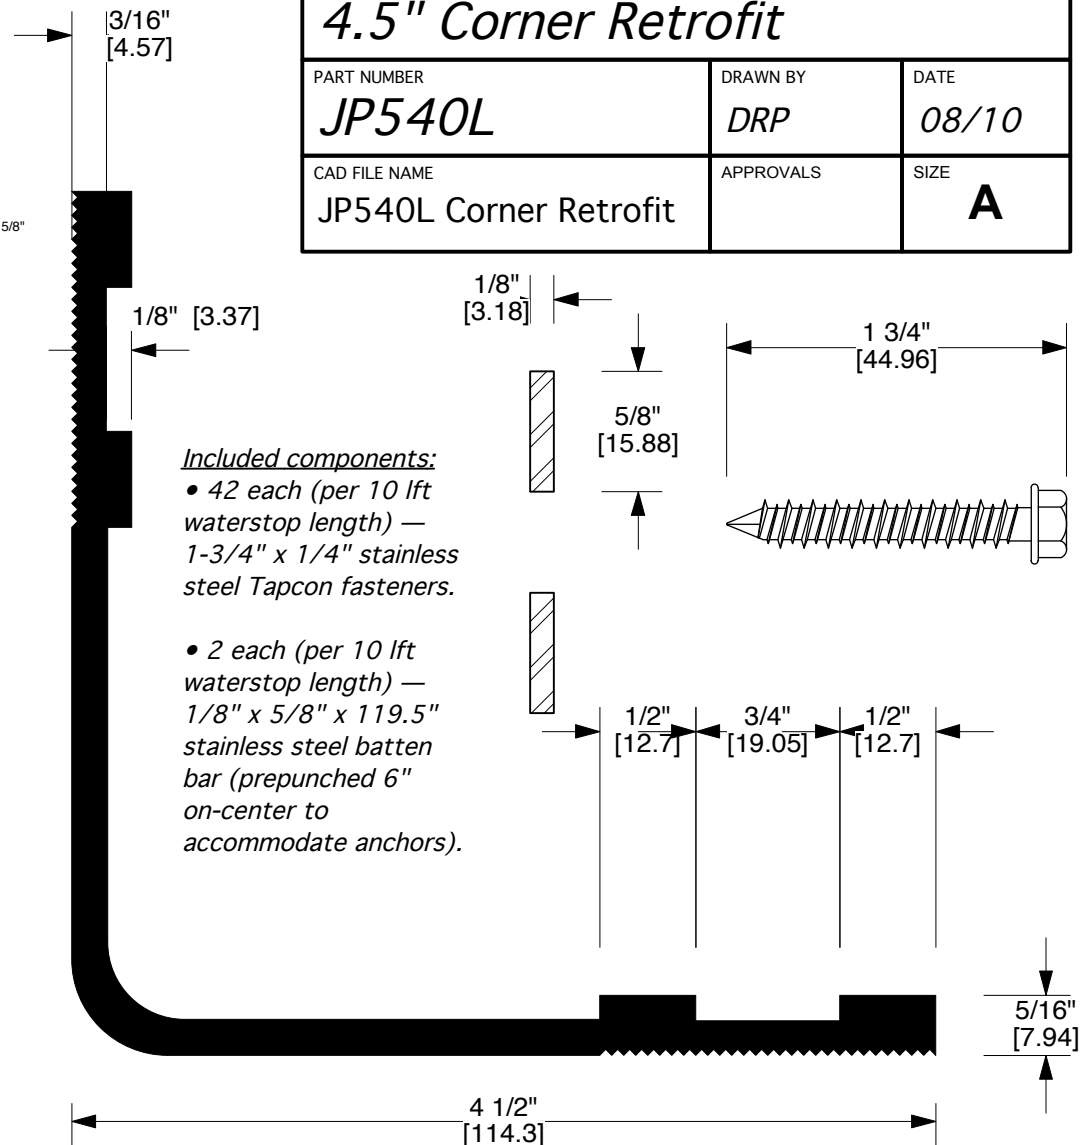 4.5" Corner Retrofit
PART NUMBER
JP540L
DRAWN BY
DRP
DATE
08/10
CAD FILE NAME
JP540L Corner Retrofit
APPROVALS
SIZE
A
3/16"
[4.57]
5/8"
1/8" [3.37]
1/8"
[3.18]
5/8"
[15.88]
1 3/4"
[44.96]
Included components:
• 42 each (per 10 lft
waterstop length) —
1-3/4" x 1/4" stainless
steel Tapcon fasteners.
• 2 each (per 10 lft
waterstop length) —
1/8" x 5/8" x 119.5"
stainless steel batten
bar (prepunched 6"
on-center to
accommodate anchors).
1/2"
[12.7]
3/4"
[19.05]
1/2"
[12.7]
5/16"
[7.94]
4 1/2"
[114.3]